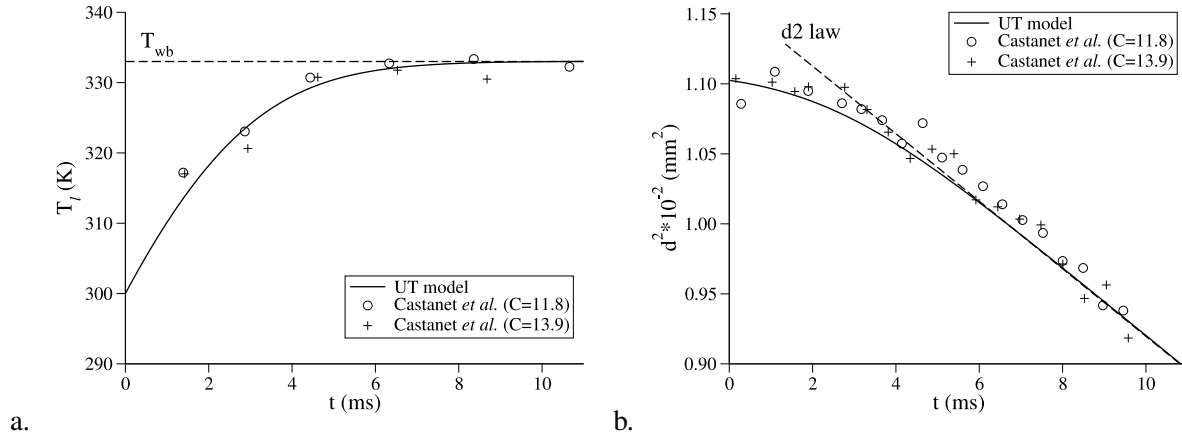 340
330
320
310
300
290
T_l (K)
T_wb
UT model
Castanet et al. (C=11.8)
Castanet et al. (C=13.9)
0 2 4 6 8 10
t (ms)
a.
1.15
1.10
1.05
1.00
0.95
0.90
d^2*10^-2 (mm^2)
d2 law
UT model
Castanet et al. (C=11.8)
Castanet et al. (C=13.9)
0 2 4 6 8 10
t (ms)
b.